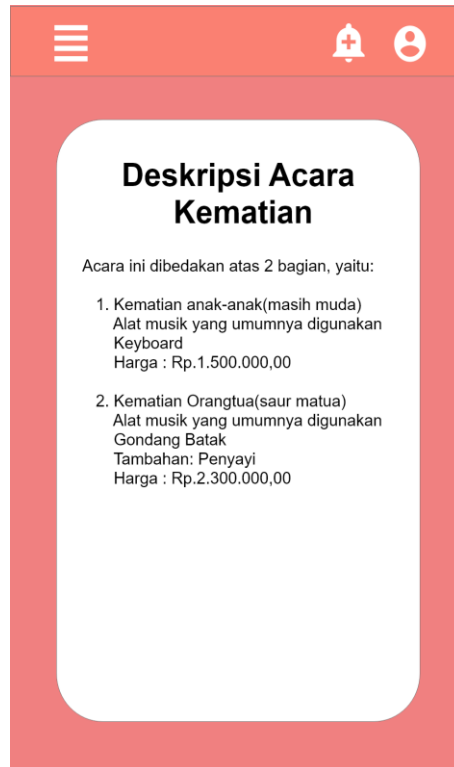 Deskripsi Acara
Kematian
Acara ini dibedakan atas 2 bagian, yaitu:
1. Kematian anak-anak(masih muda)
Alat musik yang umumnya digunakan
Keyboard
Harga : Rp.1.500.000,00
2. Kematian Orangtua(saur matua)
Alat musik yang umumnya digunakan
Gondang Batak
Tambahan: Penyayi
Harga : Rp.2.300.000,00